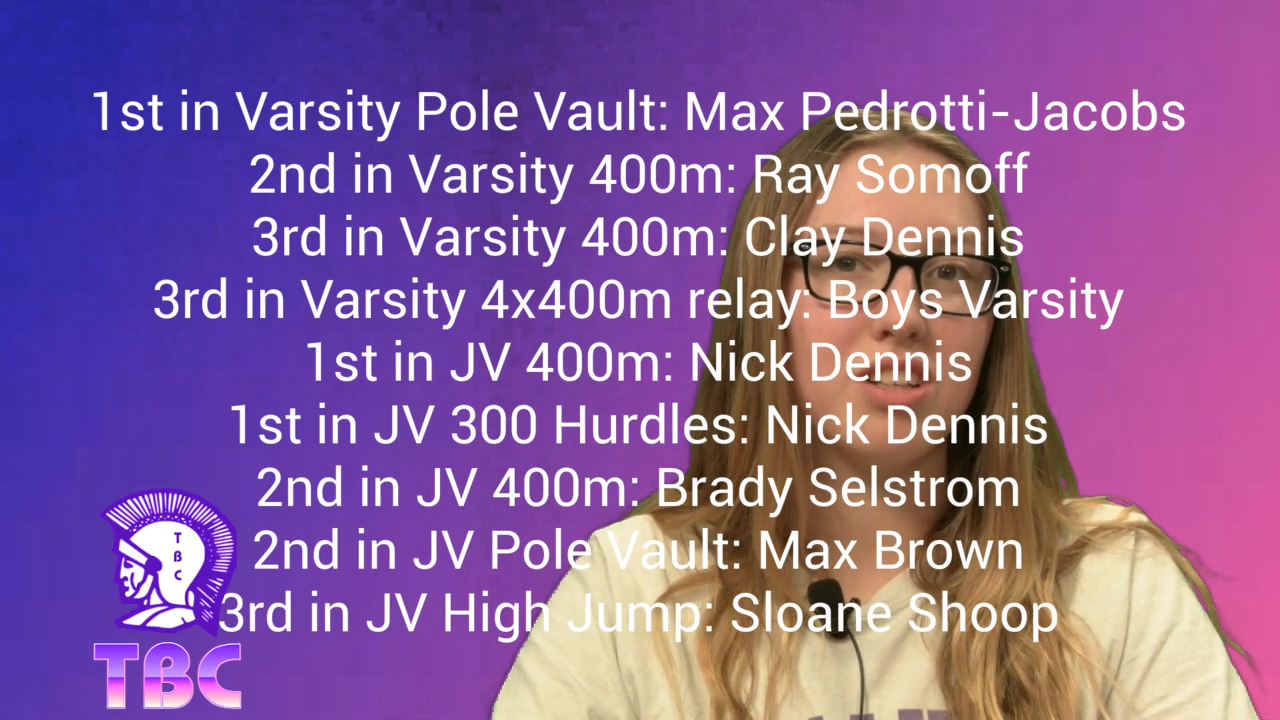 1st in Varsity Pole Vault: Max Pedrotti-Jacobs
2nd in Varsity 400m: Ray Somoff
3rd in Varsity 400m: Clay Dennis
3rd in Varsity 4x400m relay: Boys Varsity
1st in JV 400m: Nick Dennis
1st in JV 300 Hurdles: Nick Dennis
2nd in JV 400m: Brady Selstrom
2nd in JV Pole Vault: Max Brown
3rd in JV High Jump: Sloane Shoop
T
B
C
TBC